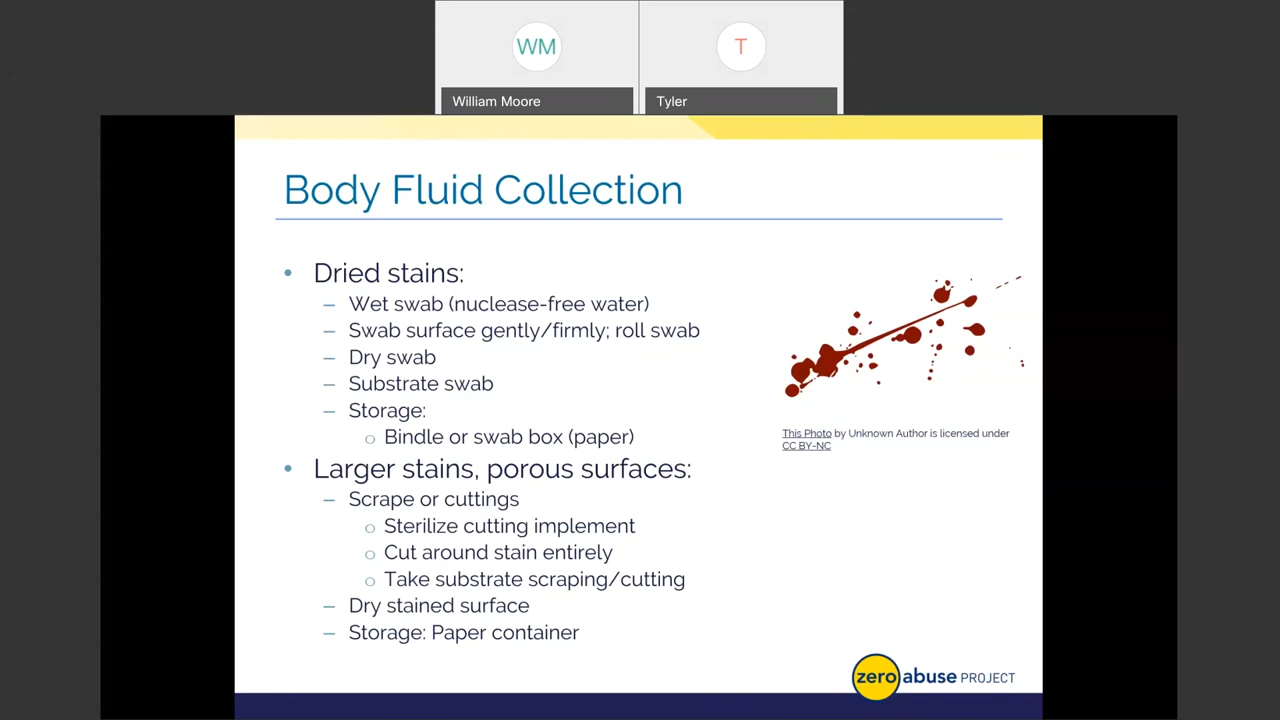 WM
T
William Moore
Tyler
Body Fluid Collection
• Dried stains:
– Wet swab (nuclease-free water)
– Swab surface gently/firmly; roll swab
– Dry swab
– Substrate swab
– Storage:
o Bindle or swab box (paper)
• Larger stains, porous surfaces:
– Scrape or cuttings
o Sterilize cutting implement
o Cut around stain entirely
o Take substrate scraping/cutting
– Dry stained surface
– Storage: Paper container
This Photo by Unknown Author is licensed under
CC BY-NC
zero abuse PROJECT